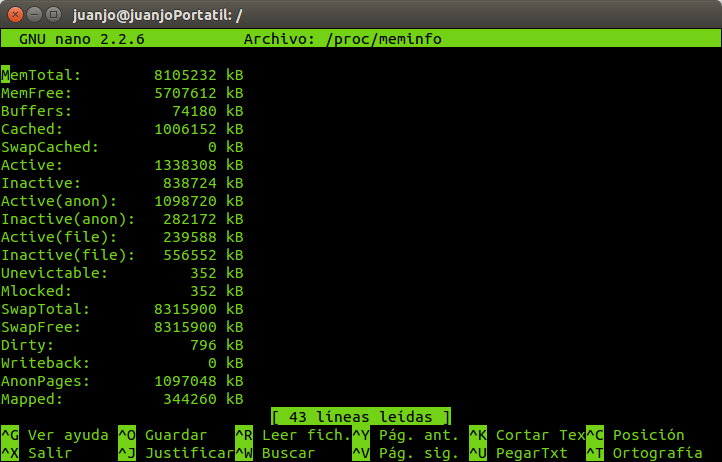 juanjo@juanjoPortatil: /
GNU nano 2.2.6 Archivo: /proc/meminfo
MemTotal: 8105232 kB
MemFree: 5707612 kB
Buffers: 74180 kB
Cached: 1006152 kB
SwapCached: 0 kB
Active: 1338308 kB
Inactive: 838724 kB
Active(anon): 1098720 kB
Inactive(anon): 282172 kB
Active(file): 239588 kB
Inactive(file): 556552 kB
Unevictable: 352 kB
Mlocked: 352 kB
SwapTotal: 8315900 kB
SwapFree: 8315900 kB
Dirty: 796 kB
Writeback: 0 kB
AnonPages: 1097048 kB
Mapped: 344260 kB
[ 43 líneas leídas ]
^G Ver ayuda ^O Guardar ^R Leer fich. ^Y Pág. ant. ^K Cortar Tex ^C Posición
^X Salir ^J Justificar ^W Buscar ^V Pág. sig. ^U PegarTxt ^T Ortografía